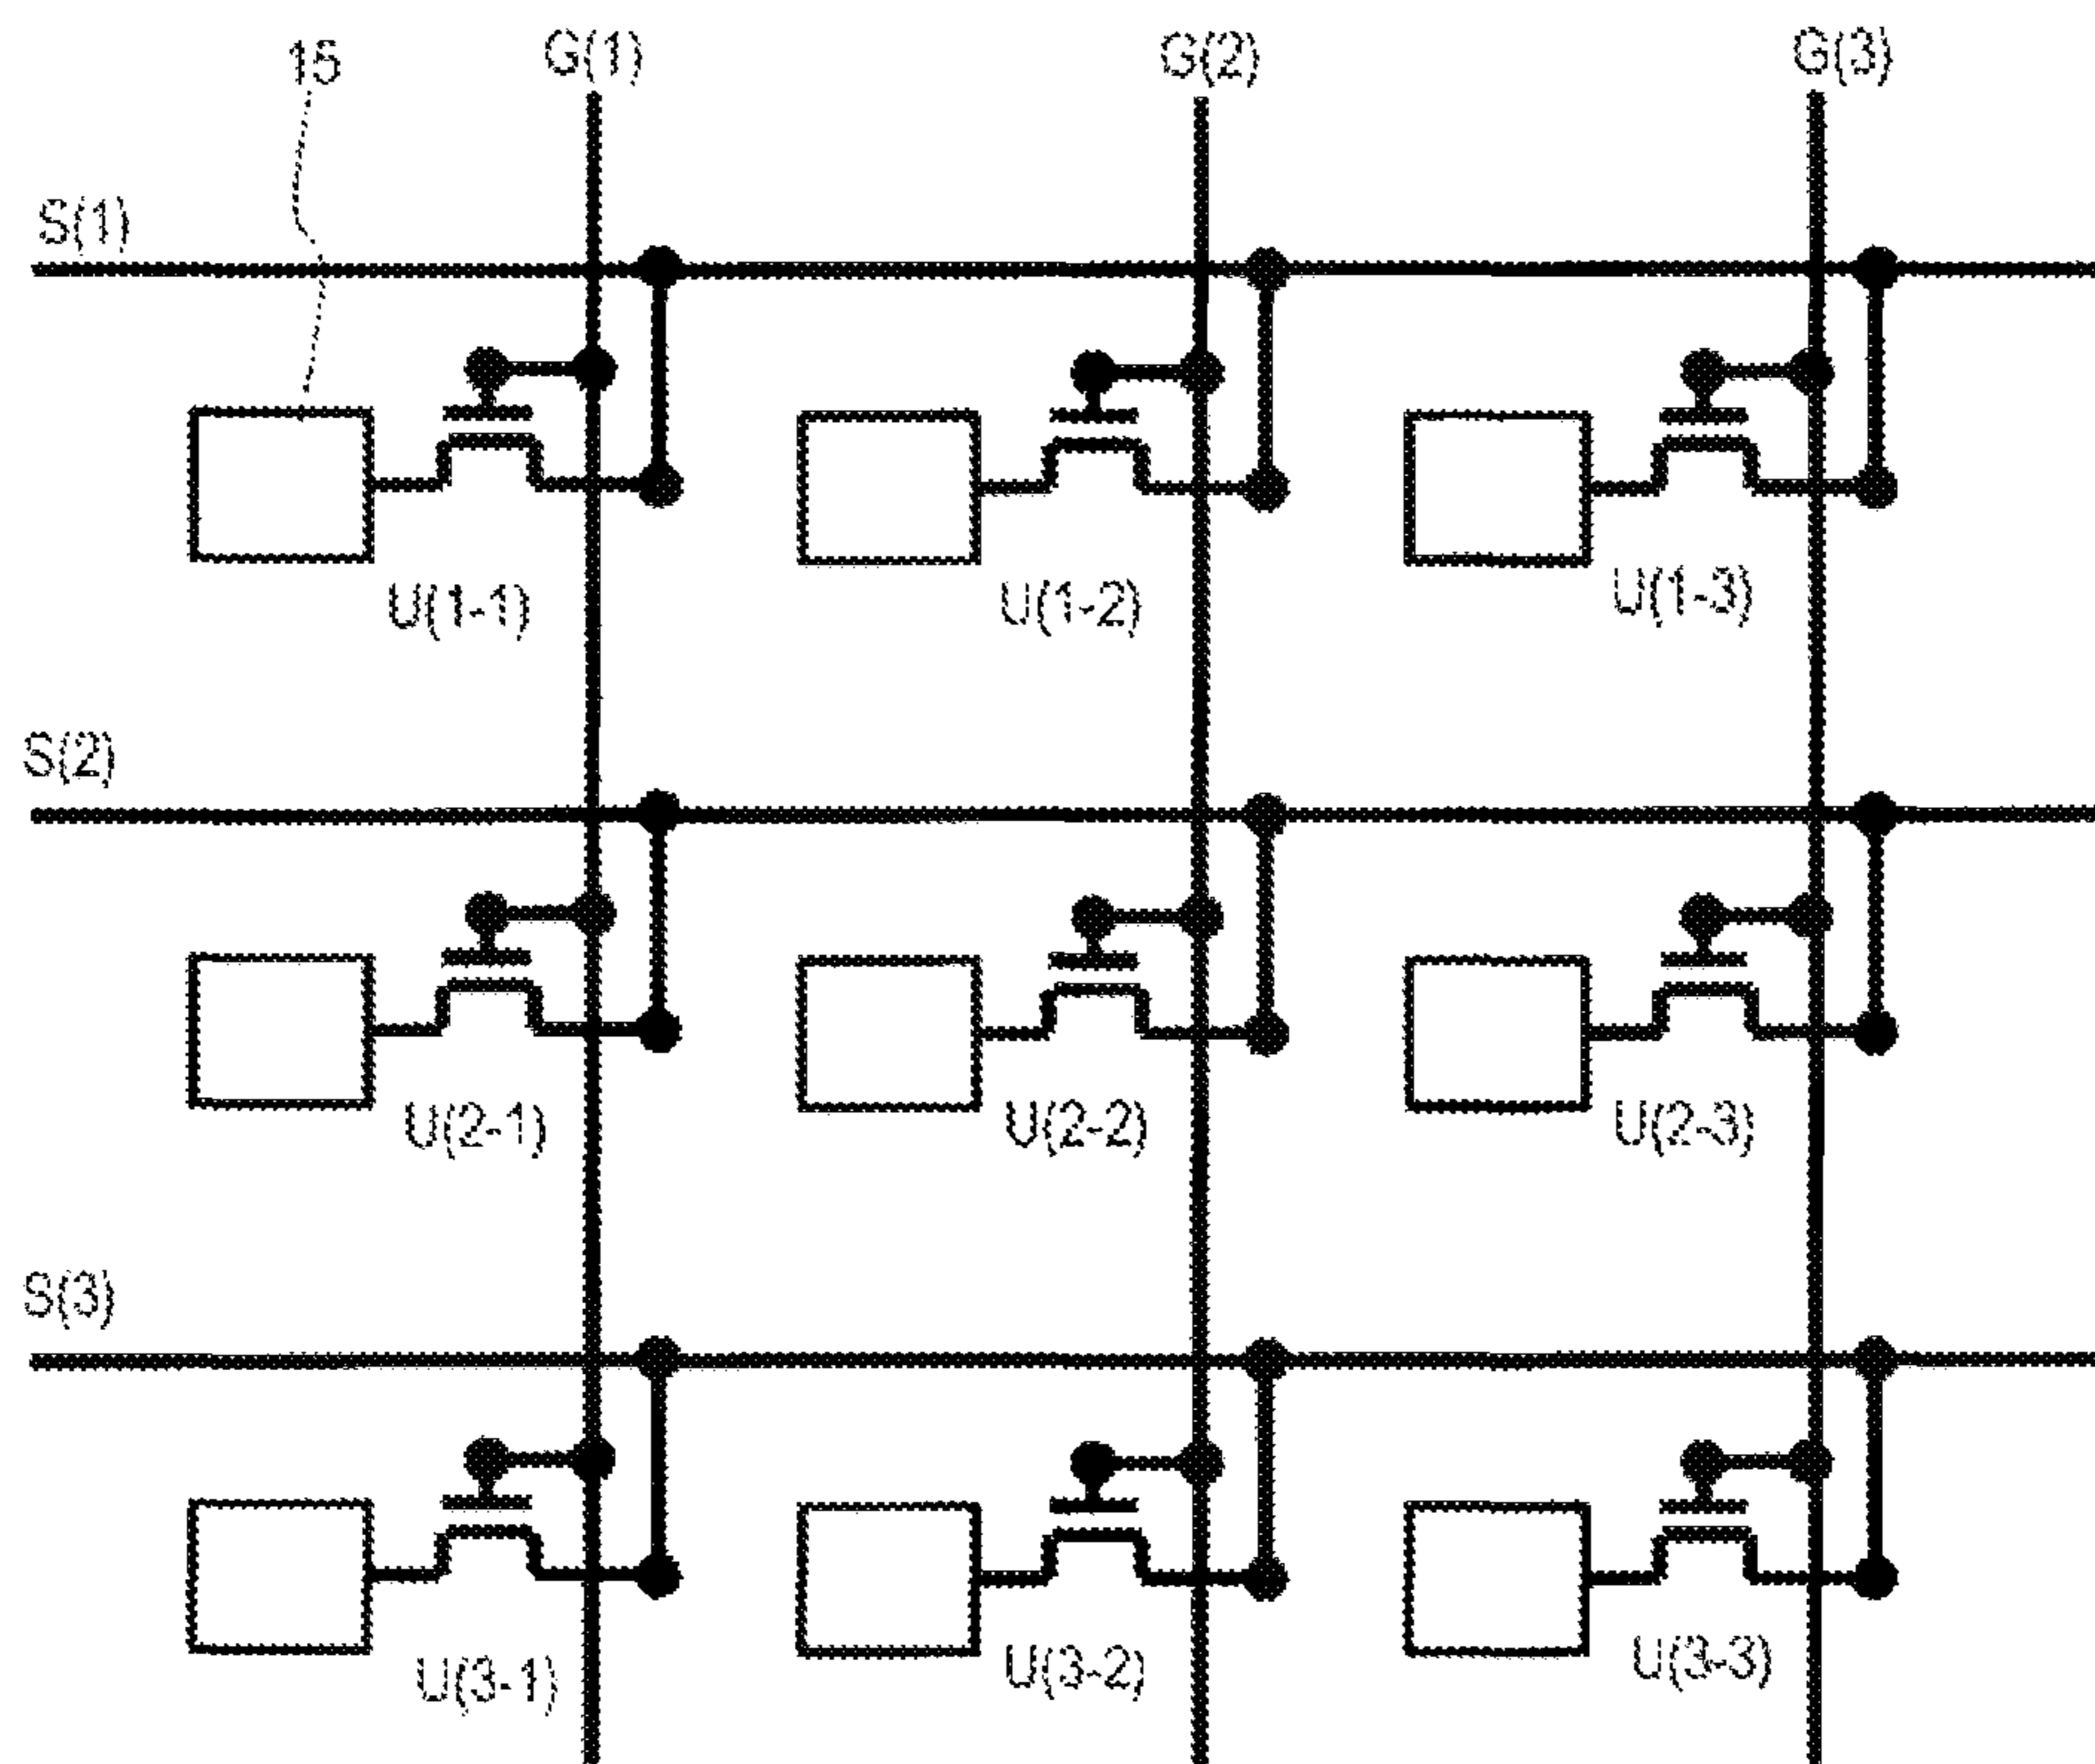 15 G(1) G(2) G(3)
S(1)
U(1-1) U(1-2) U(1-3)
S(2)
U(2-1) U(2-2) U(2-3)
S(3)
U(3-1) U(3-2) U(3-3)